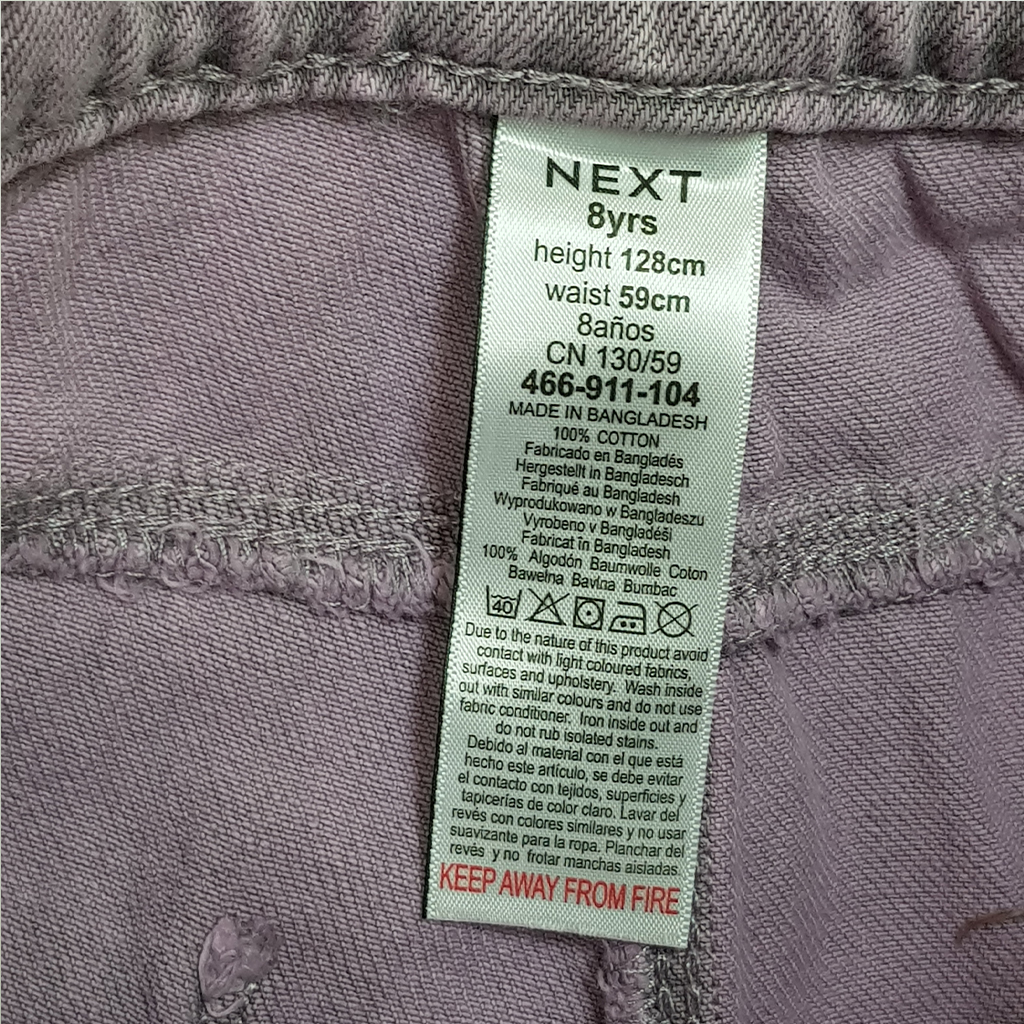 NEXT
8yrs
height 128cm
waist 59cm
8años
CN 130/59
466-911-104
MADE IN BANGLADESH
100% COTTON
Fabricado en Bangladés
Hergestellt in Bangladesch
Fabriqué au Bangladesh
Wyprodukowano w Bangladeszu
Vyrobeno v Bangladéši
Fabricat în Bangladesh
100% Algodón Baumwolle Coton
Bawełna Bavlna Bumbac
40
Due to the nature of this product avoid
contact with light coloured fabrics,
surfaces and upholstery. Wash inside
out with similar colours and do not use
fabric conditioner. Iron inside out and
do not rub isolated stains.
Debido al material con el que está
hecho este artículo, se debe evitar
el contacto con tejidos, superficies y
tapicerías de color claro. Lavar del
revés con colores similares y no usar
suavizante para la ropa. Planchar del
revés y no frotar manchas aisladas
KEEP AWAY FROM FIRE